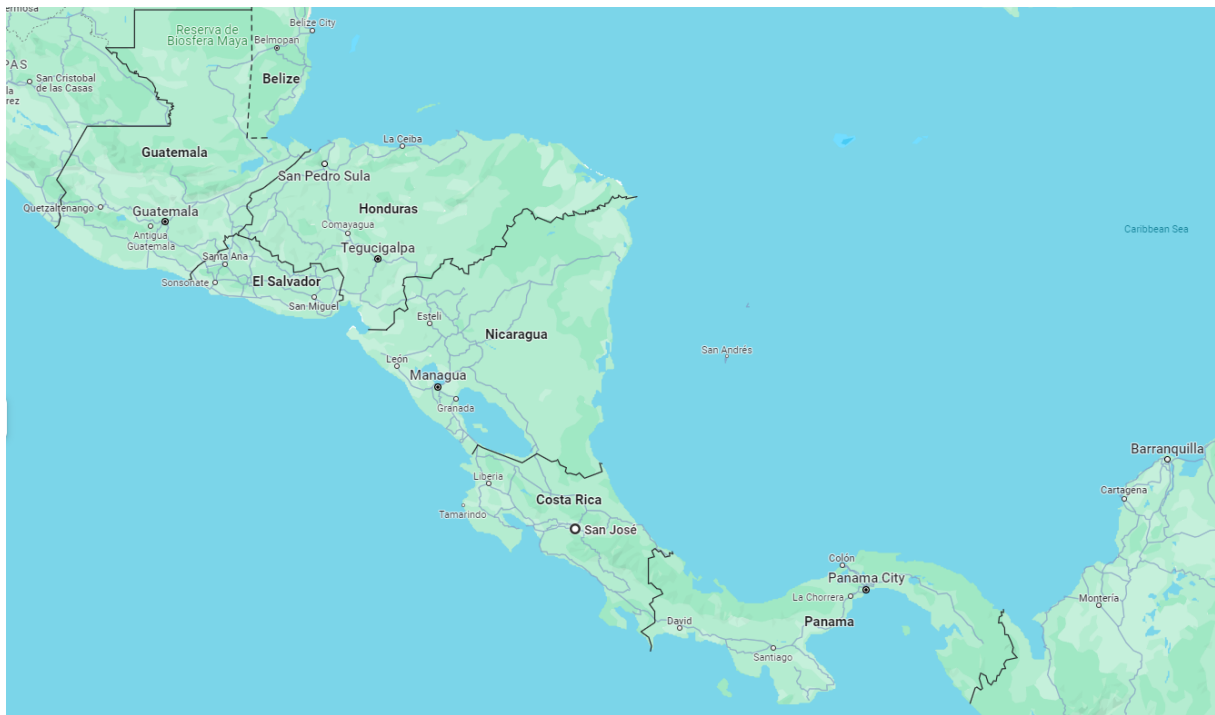 Belize City
Reserva de
Biosfera Maya
Belmopan
PAS
San Cristobal
de las Casas
Belize
La Ceiba
Guatemala
San Pedro Sula
Quetzaltenango
Guatemala
Honduras
Comayagua
Antigua
Guatemala
Tegucigalpa
Caribbean Sea
Santa Ana
Sonsonate
El Salvador
San Miguel
Estelí
Nicaragua
San Andrés
León
Managua
Granada
Barranquilla
Liberia
Cartagena
Costa Rica
Tamarindo
San José
Colón
Panama City
La Chorrera
Montería
David
Panama
Santiago